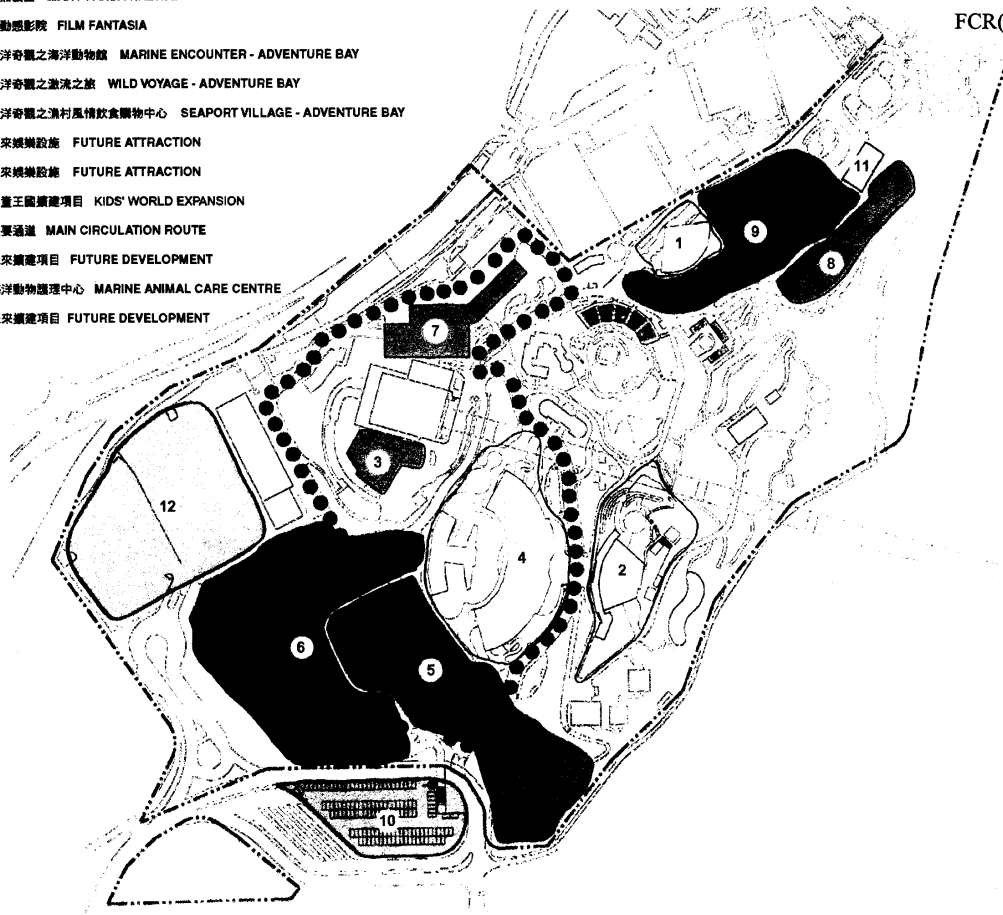 FCR(
動感影院 FILM FANTASIA
洋奇觀之海洋動物館 MARINE ENCOUNTER - ADVENTURE BAY
洋奇觀之激流之旅 WILD VOYAGE - ADVENTURE BAY
洋奇觀之漁村風情飲食購物中心 SEAPORT VILLAGE - ADVENTURE BAY
來娛樂設施 FUTURE ATTRACTION
來娛樂設施 FUTURE ATTRACTION
童王國擴建項目 KIDS' WORLD EXPANSION
要通道 MAIN CIRCULATION ROUTE
來擴建項目 FUTURE DEVELOPMENT
洋動物護理中心 MARINE ANIMAL CARE CENTRE
來擴建項目 FUTURE DEVELOPMENT
11
9
1
8
7
3
12
4
2
6
5
10